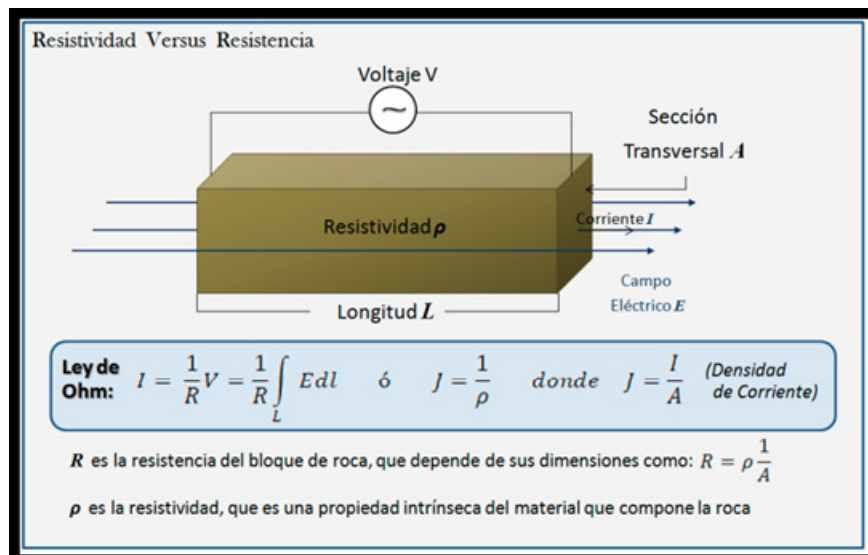 Resistividad Versus Resistencia
Voltaje V
~
Sección
Transversal A
Resistividad ρ
Corriente I
Campo
Eléctrico E
Longitud L
Ley de Ohm: I = 1/R V = 1/R ∫_L Edl ó J = 1/ρ donde J = I/A (Densidad de Corriente)
R es la resistencia del bloque de roca, que depende de sus dimensiones como: R = ρ 1/A
ρ es la resistividad, que es una propiedad intrínseca del material que compone la roca